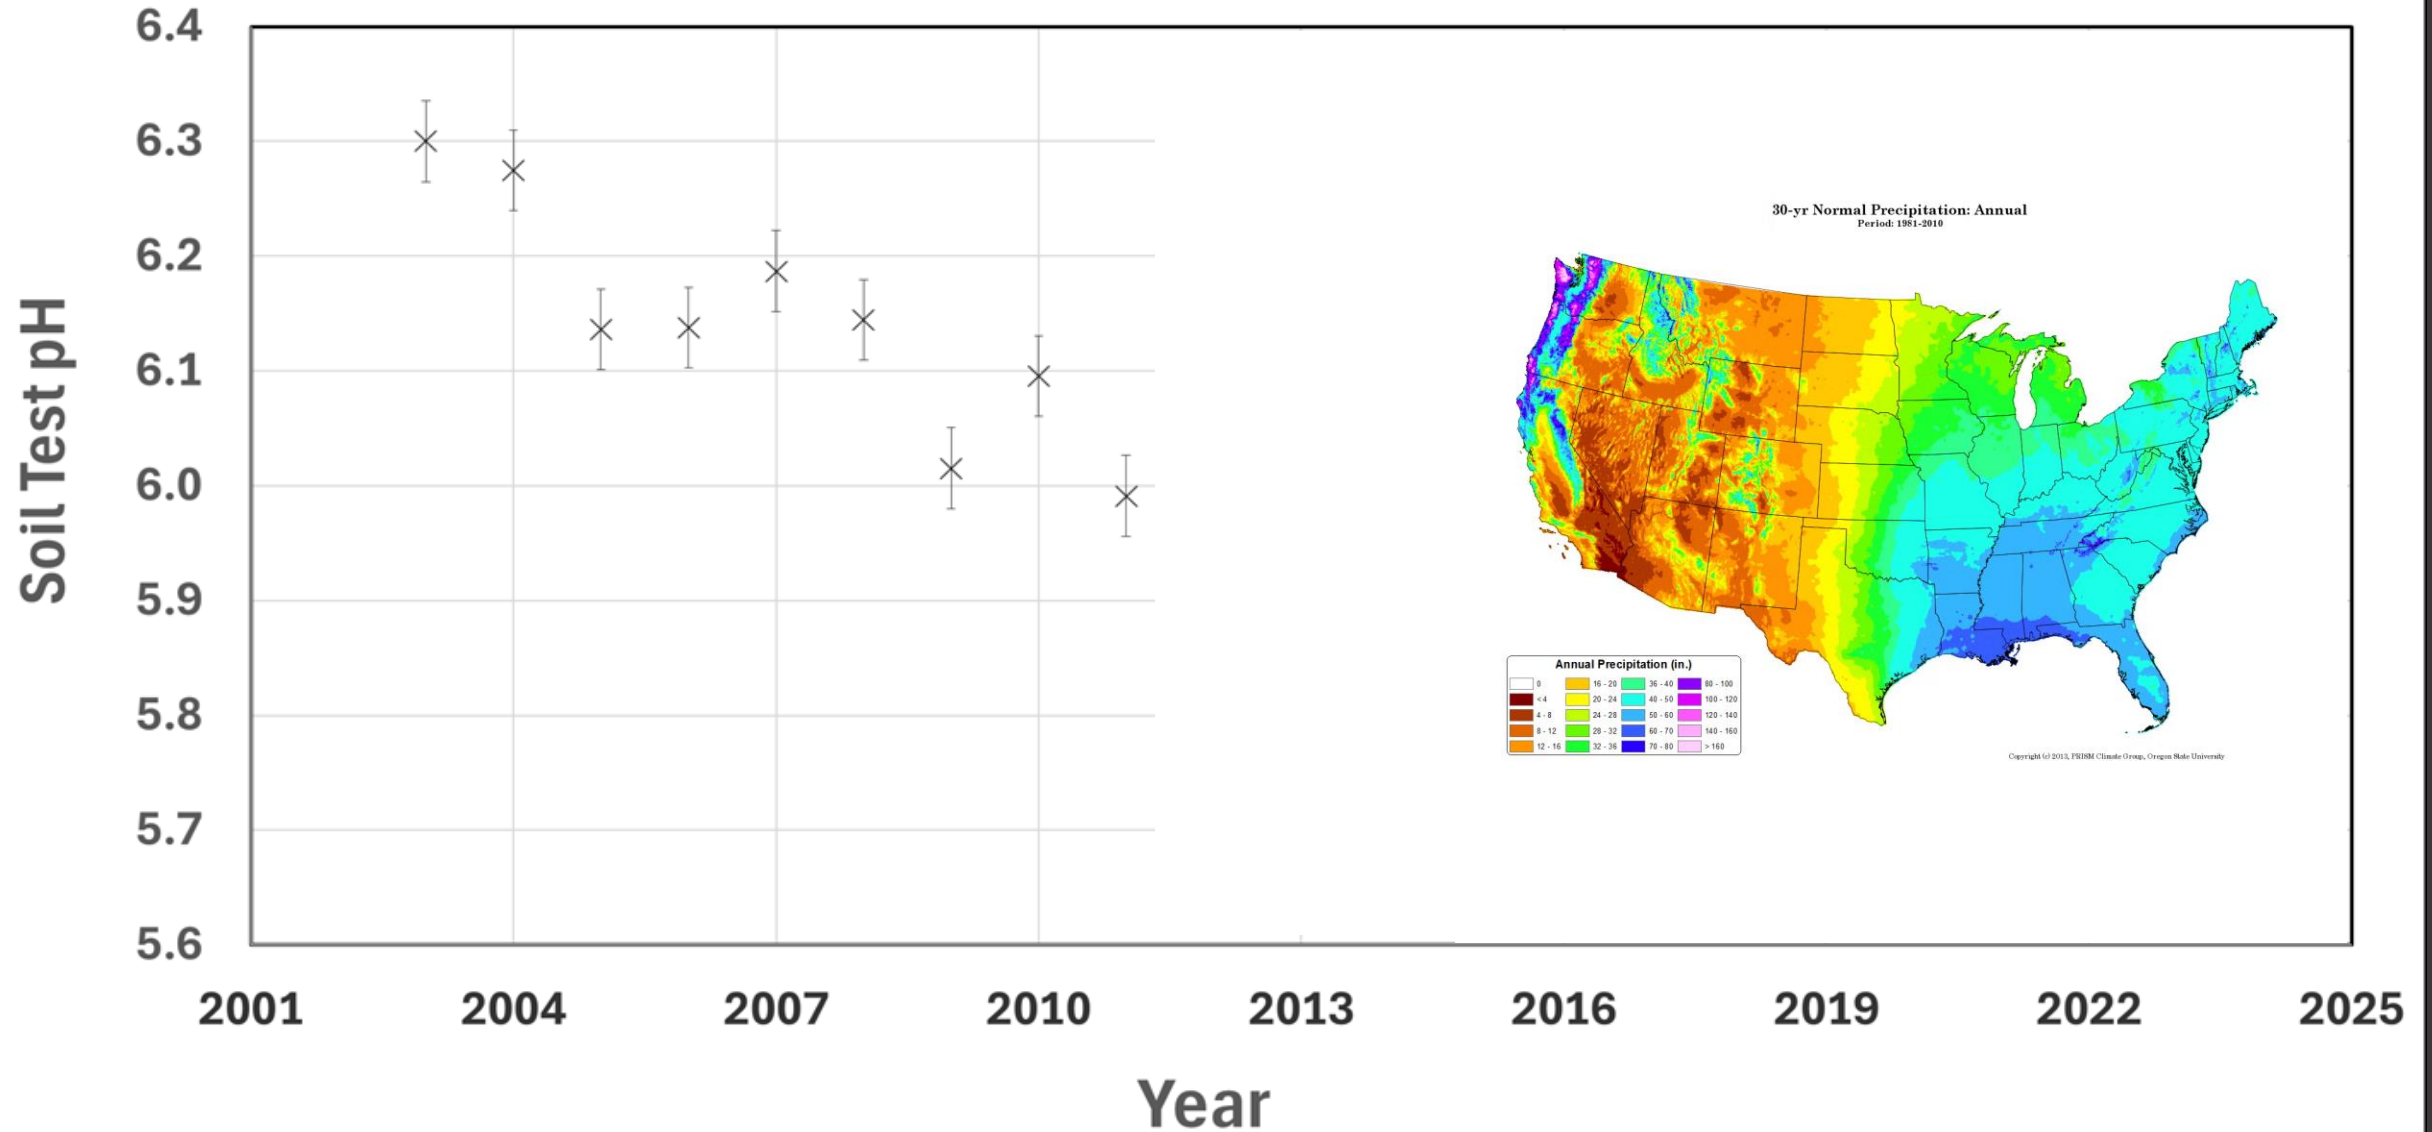 6.4
6.3
6.2
6.1
6.0
5.9
5.8
5.7
5.6
Soil Test pH
2001 2004 2007 2010 2013 2016 2019 2022 2025
Year
30-yr Normal Precipitation: Annual
Period: 1981-2010
Annual Precipitation (in.)
0 16 - 20 36 - 40 80 - 100
< 4 20 - 24 40 - 50 100 - 120
4 - 8 24 - 28 50 - 60 120 - 140
8 - 12 28 - 32 60 - 70 140 - 160
12 - 16 32 - 36 70 - 80 > 160
Copyright (c) 2013, PRISM Climate Group, Oregon State University